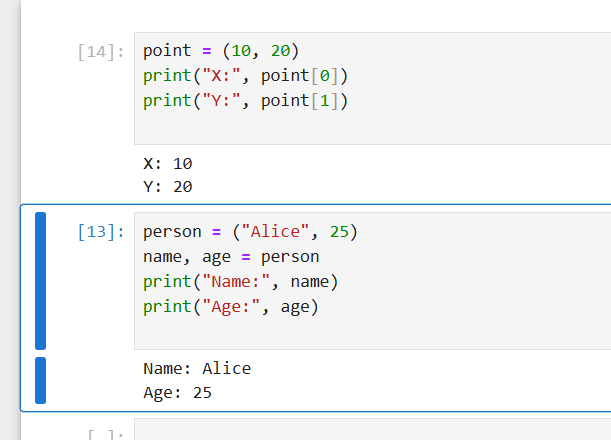 [14]: point = (10, 20)
print("X:", point[0])
print("Y:", point[1])
X: 10
Y: 20
[13]: person = ("Alice", 25)
name, age = person
print("Name:", name)
print("Age:", age)
Name: Alice
Age: 25
[ ]: